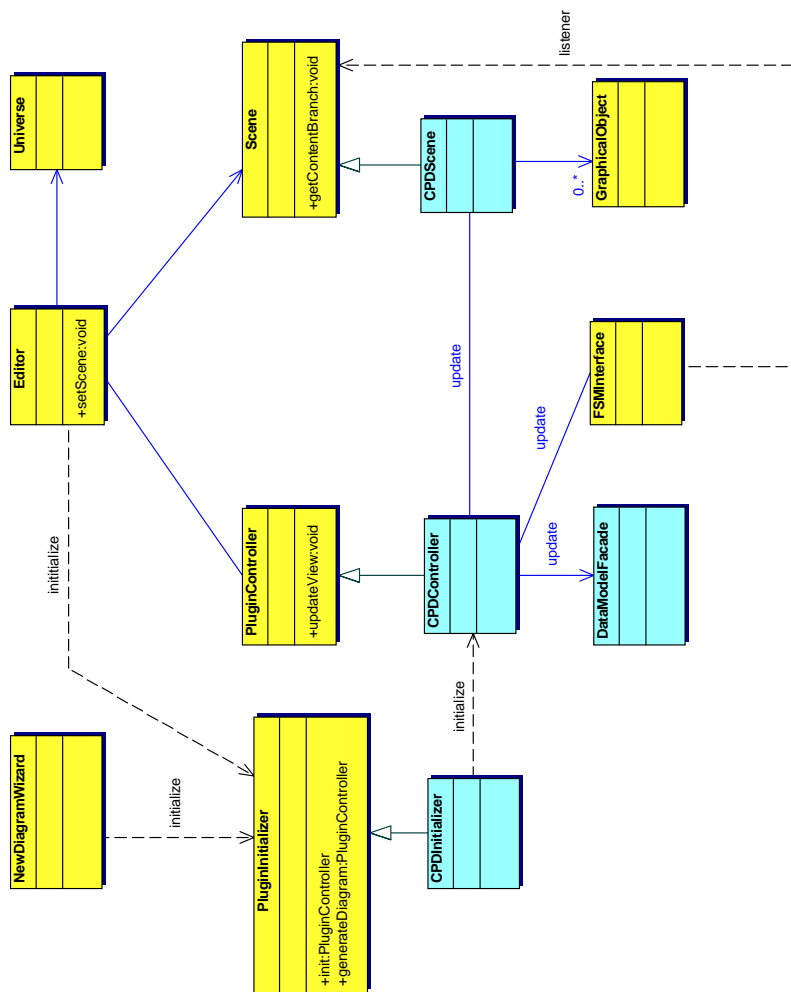 NewDiagramWizard
Editor
+setScene:void
Universe
inititialize
initialize
PluginInitializer
+init:PluginController
+generateDiagram:PluginController
PluginController
+updateView:void
Scene
+getContentBranch:void
listener
CPDInitializer
initialize
CPDController
update
CPDScene
update
update
0..*
DataModelFacade
FSMInterface
GraphicalObject